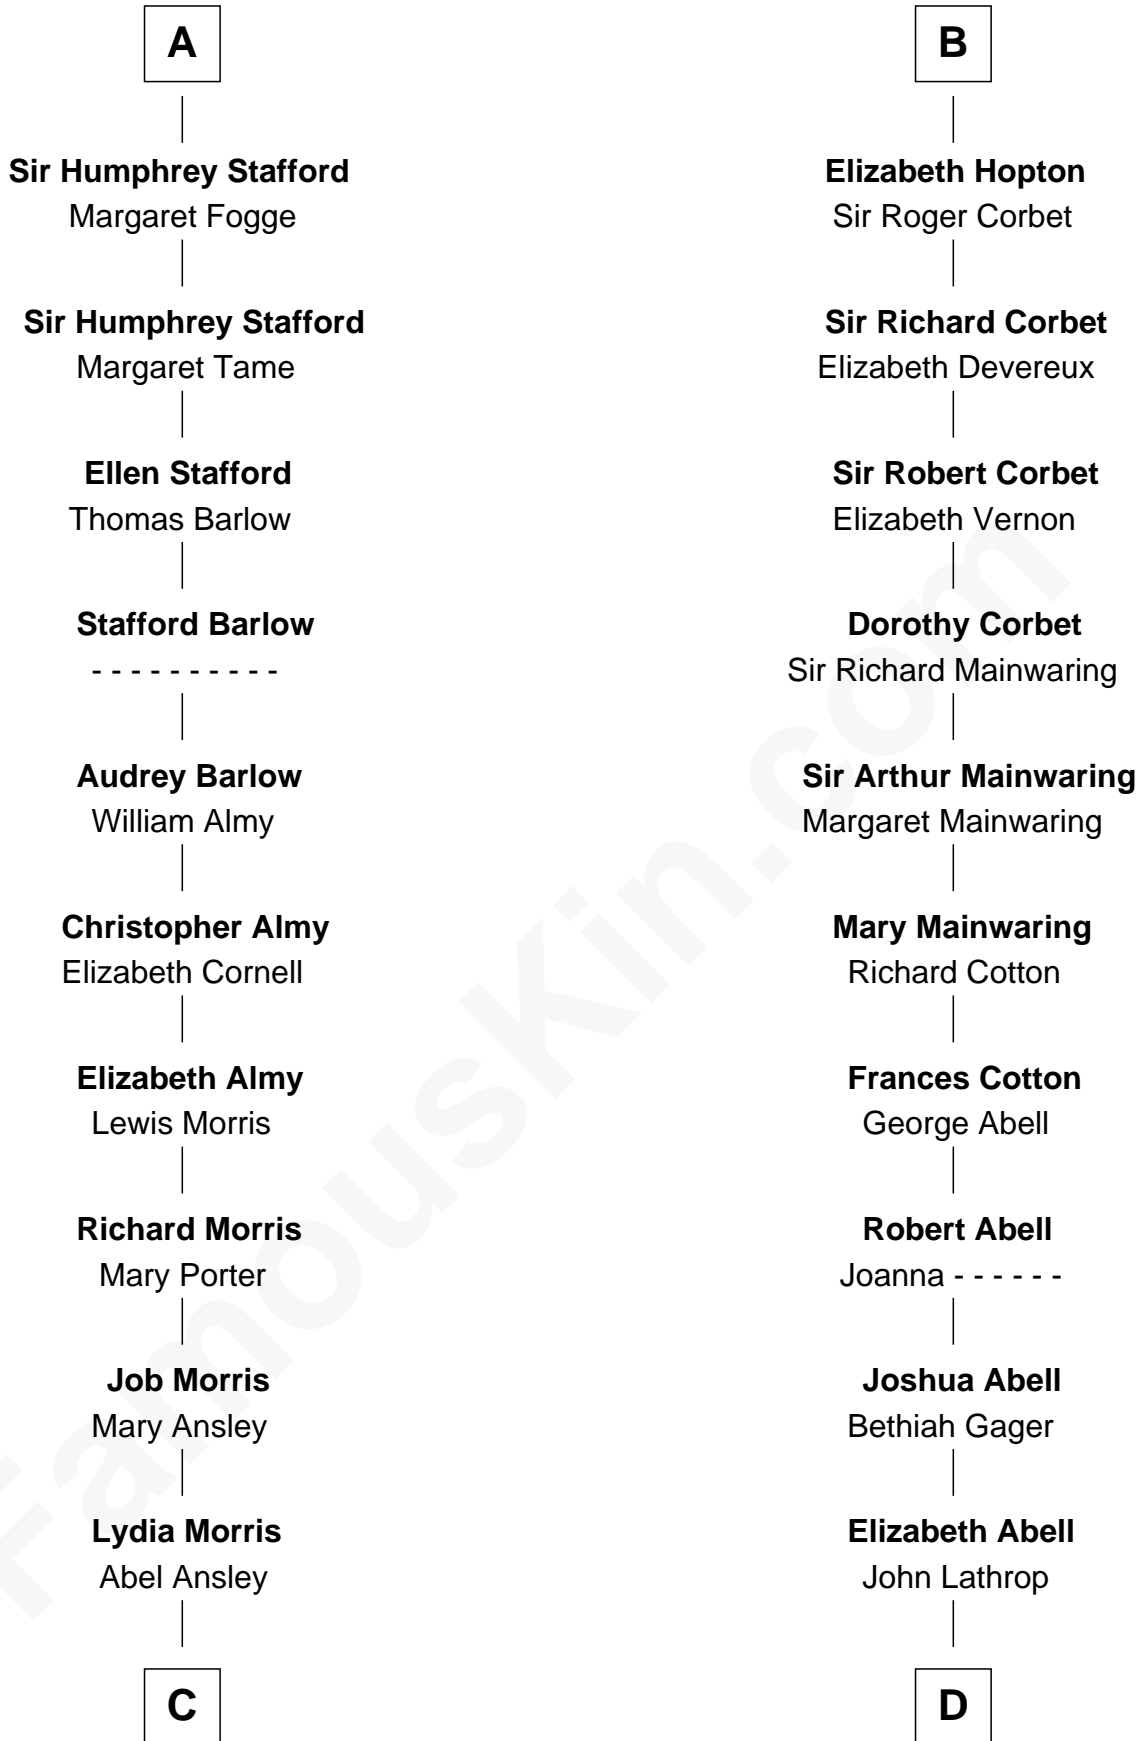 A
Sir Humphrey Stafford
Margaret Fogge
Sir Humphrey Stafford
Margaret Tame
Ellen Stafford
Thomas Barlow
Stafford Barlow
- - - - - - - - - -
Audrey Barlow
William Almy
Christopher Almy
Elizabeth Cornell
Elizabeth Almy
Lewis Morris
Richard Morris
Mary Porter
Job Morris
Mary Ansley
Lydia Morris
Abel Ansley
C
B
Elizabeth Hopton
Sir Roger Corbet
Sir Richard Corbet
Elizabeth Devereux
Sir Robert Corbet
Elizabeth Vernon
Dorothy Corbet
Sir Richard Mainwaring
Sir Arthur Mainwaring
Margaret Mainwaring
Mary Mainwaring
Richard Cotton
Frances Cotton
George Abell
Robert Abell
Joanna - - - - - -
Joshua Abell
Bethiah Gager
Elizabeth Abell
John Lathrop
D
FamousKin.com